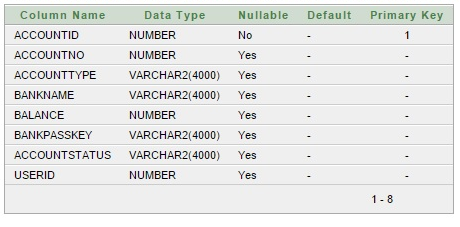 Column Name Data Type Nullable Default Primary Key
ACCOUNTID NUMBER No - 1
ACCOUNTNO NUMBER Yes - -
ACCOUNTTYPE VARCHAR2(4000) Yes - -
BANKNAME VARCHAR2(4000) Yes - -
BALANCE NUMBER Yes - -
BANKPASSKEY VARCHAR2(4000) Yes - -
ACCOUNTSTATUS VARCHAR2(4000) Yes - -
USERID NUMBER Yes - -
1 - 8